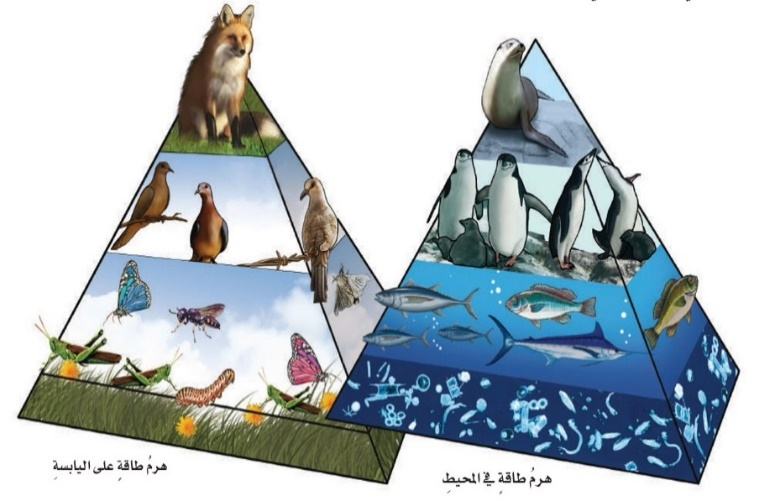 هرمُ طاقةٍ على اليابسةِ
هرمُ طاقةٍ في المحيطِ